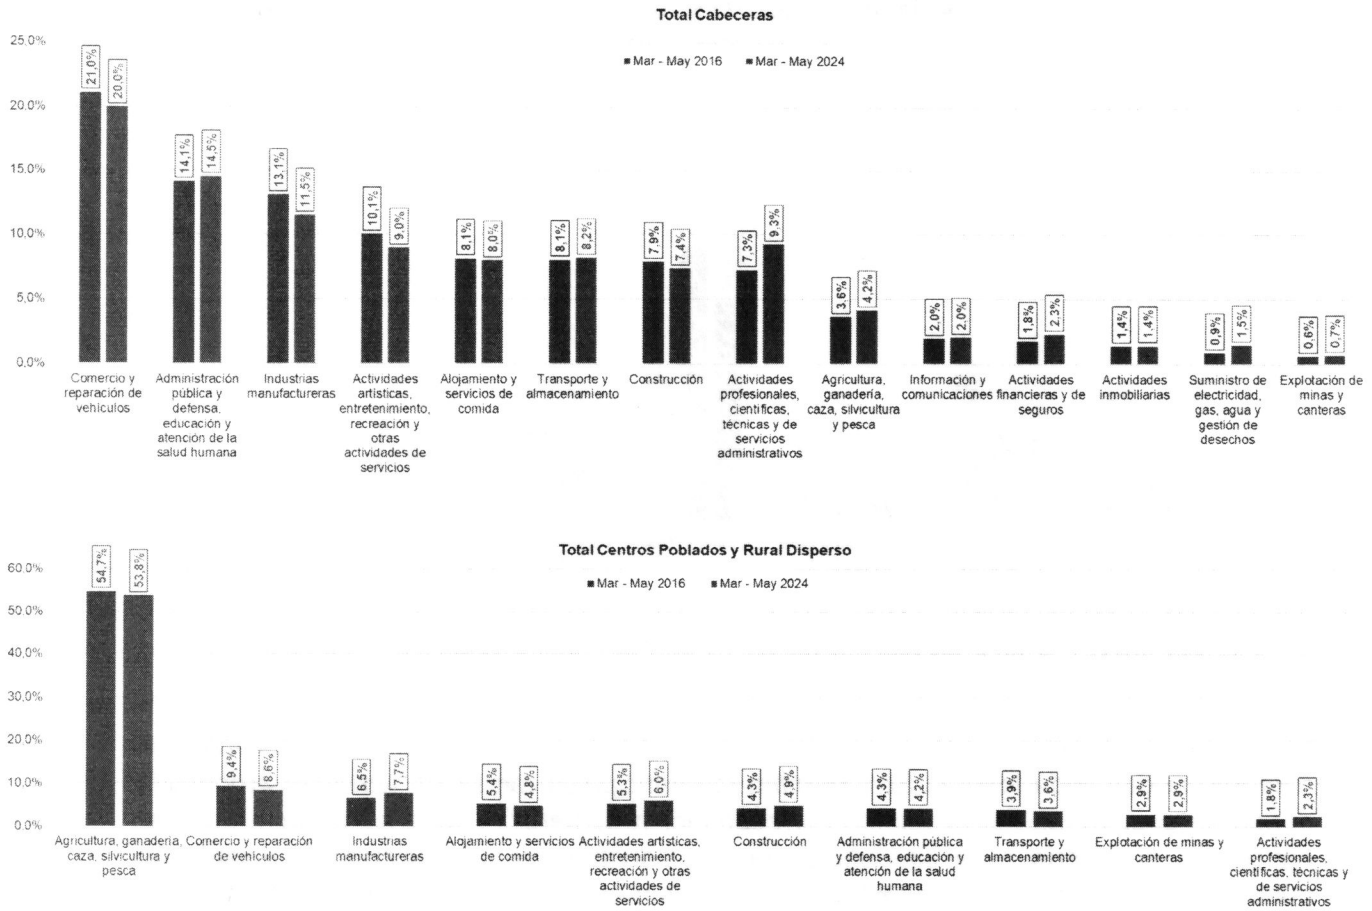 Total Cabeceras
25.0%
20.0%
15.0%
10.0%
5.0%
0.0%
■ Mar - May 2016 ■ Mar - May 2024
21,0% 20,0% 14,1% 14,5% 13,1% 11,5% 10,1% 9,0% 8,1% 8,0% 8,1% 8,2% 7,9% 7,4% 7,3% 9,3% 3,6% 4,2% 2,0% 2,0% 1,8% 2,3% 1,4% 1,4% 0,9% 1,5% 0,6% 0,7%
Comercio y
reparación de
vehículos
Administración
pública y
defensa,
educación y
atención de la
salud humana
Industrias
manufactureras
Actividades
artísticas,
entretenimiento,
recreación y
otras
actividades de
servicios
Alojamiento y
servicios de
comida
Transporte y
almacenamiento
Construcción
Actividades
profesionales,
científicas,
técnicas y de
servicios
administrativos
Agricultura,
ganadería,
caza, silvicultura
y pesca
Información y
comunicaciones
Actividades
financieras y de
seguros
Actividades
inmobiliarias
Suministro de
electricidad,
gas, agua y
gestión de
desechos
Explotación de
minas y
canteras
Total Centros Poblados y Rural Disperso
■ Mar - May 2016 ■ Mar - May 2024
60.0%
50.0%
40.0%
30.0%
20.0%
10.0%
0.0%
54,7% 53,8% 9,4% 8,6% 6,5% 7,7% 5,4% 4,8% 5,3% 6,0% 4,3% 4,9% 4,3% 4,2% 3,9% 3,6% 2,9% 2,9% 1,8% 2,3%
Agricultura, ganadería,
caza, silvicultura y
pesca
Comercio y reparación
de vehículos
Industrias
manufactureras
Alojamiento y servicios
de comida
Actividades artísticas,
entretenimiento,
recreación y otras
actividades de
servicios
Construcción
Administración pública
y defensa, educación y
atención de la salud
humana
Transporte y
almacenamiento
Explotación de minas y
canteras
Actividades
profesionales,
científicas, técnicas y
de servicios
administrativos